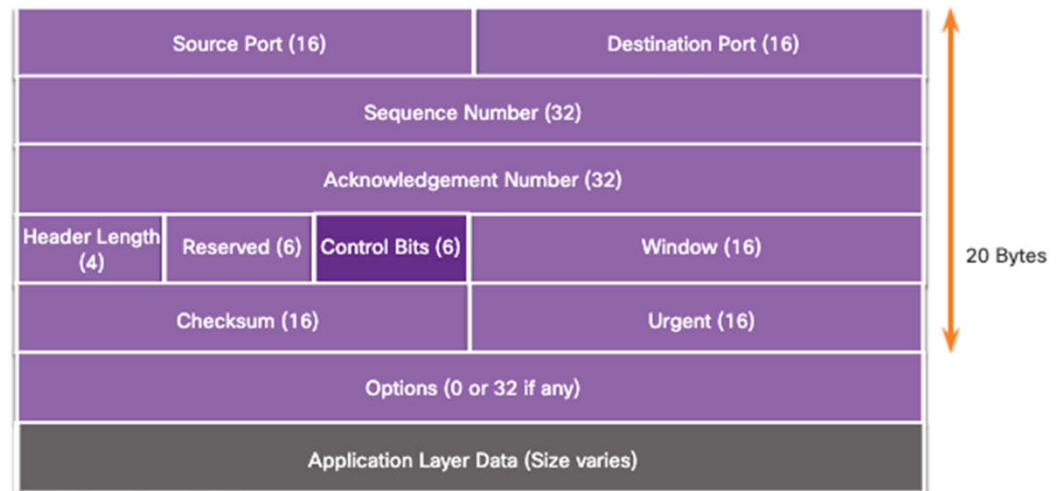 Source Port (16)
Destination Port (16)
Sequence Number (32)
Acknowledgement Number (32)
Header Length
(4)
Reserved (6)
Control Bits (6)
Window (16)
20 Bytes
Checksum (16)
Urgent (16)
Options (0 or 32 if any)
Application Layer Data (Size varies)